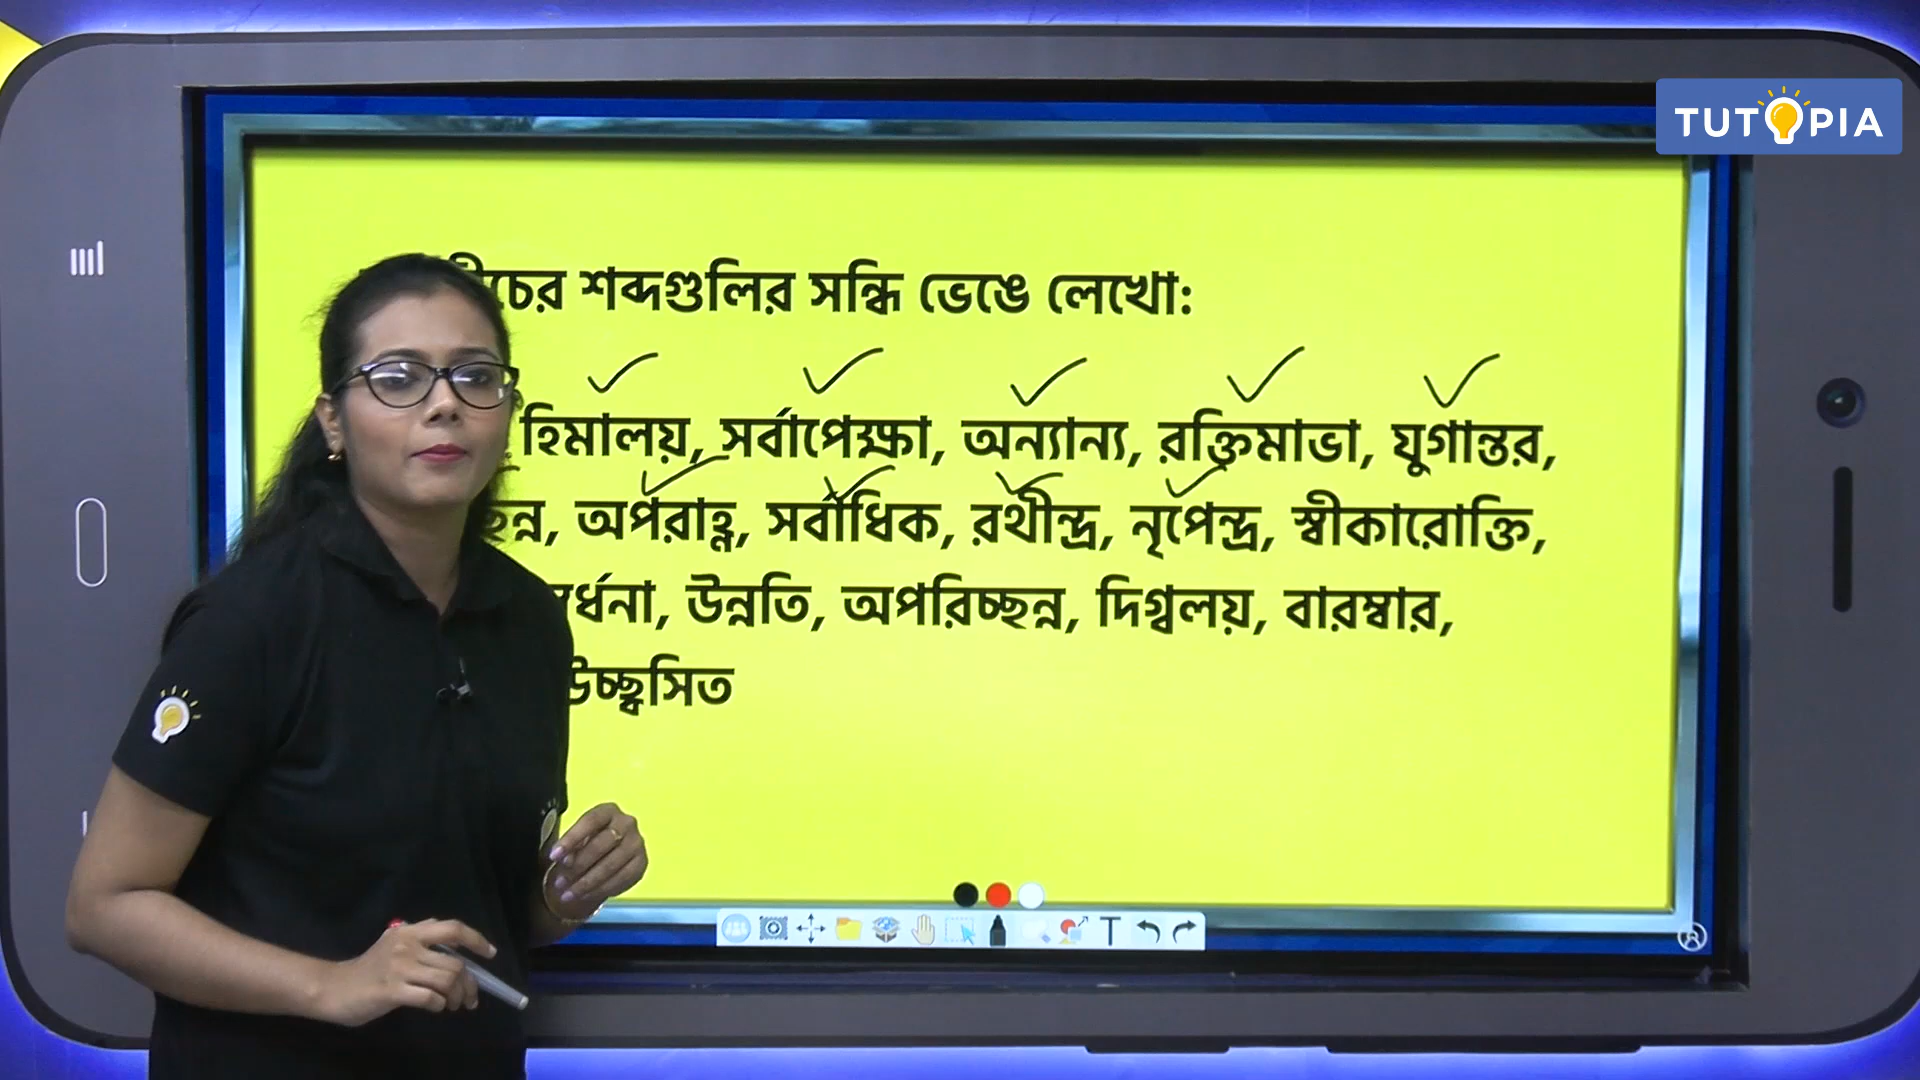 TUTOPIA
শব্দগুলির সন্ধি ভেঙে লেখো:
হিমালয়, সর্বাপেক্ষা, অন্যান্য, রক্তিমাভা, যুগান্তর,
অপরাহ্ণ, সর্বাধিক, রথীন্দ্র, নৃপেন্দ্র, স্বীকারোক্তি,
উন্নতি, অপরিচ্ছন্ন, দিগ্বলয়, বারম্বার,
উচ্ছ্বসিত